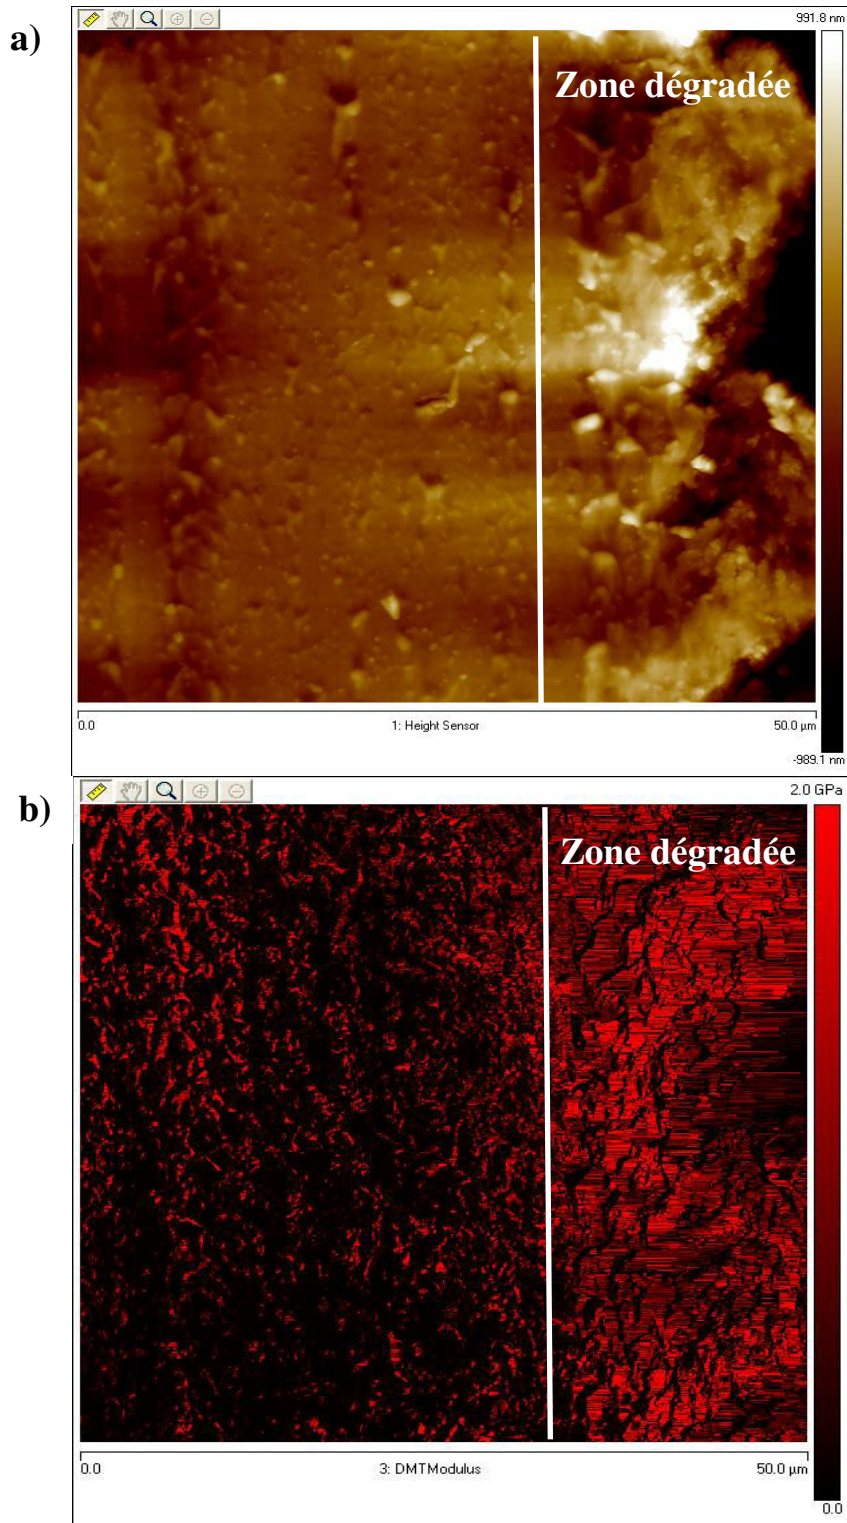 a)
991.8 nm
Zone dégradée
0.0
1: Height Sensor
50.0 µm
-989.1 nm
b)
2.0 GPa
Zone dégradée
0.0
3: DMTModulus
50.0 µm
0.0